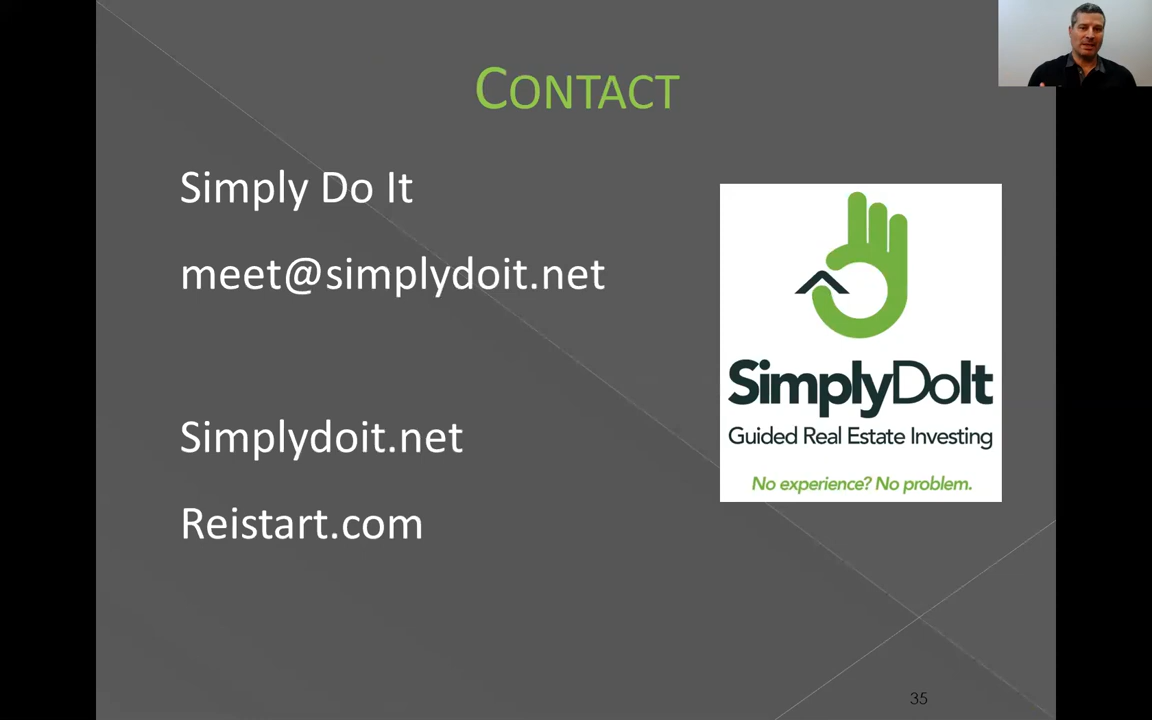 CONTACT
Simply Do It
meet@simplydoit.net
Simplydoit.net
Reistart.com
SimplyDoIt
Guided Real Estate Investing
No experience? No problem.
35